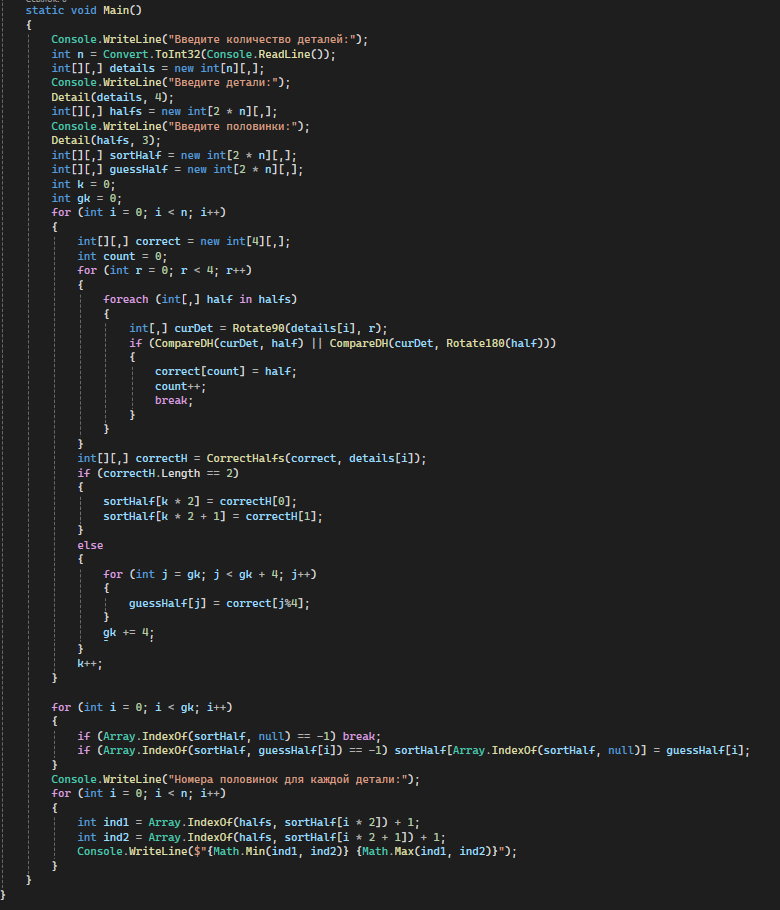 static void Main()
{
Console.WriteLine("Введите количество деталей:");
int n = Convert.ToInt32(Console.ReadLine());
int[][,] details = new int[n][,];
Console.WriteLine("Введите детали:");
Detail(details, 4);
int[][,] halfs = new int[2 * n][,];
Console.WriteLine("Введите половинки:");
Detail(halfs, 3);
int[][,] sortHalf = new int[2 * n][,];
int[][,] guessHalf = new int[2 * n][,];
int k = 0;
int gk = 0;
for (int i = 0; i < n; i++)
{
int[][,] correct = new int[4][,];
int count = 0;
for (int r = 0; r < 4; r++)
{
foreach (int[,] half in halfs)
{
int[,] curDet = Rotate90(details[i], r);
if (CompareDH(curDet, half) || CompareDH(curDet, Rotate180(half)))
{
correct[count] = half;
count++;
break;
}
}
}
int[][,] correctH = CorrectHalfs(correct, details[i]);
if (correctH.Length == 2)
{
sortHalf[k * 2] = correctH[0];
sortHalf[k * 2 + 1] = correctH[1];
}
else
{
for (int j = gk; j < gk + 4; j++)
{
guessHalf[j] = correct[j%4];
}
gk += 4;
}
k++;
}
for (int i = 0; i < gk; i++)
{
if (Array.IndexOf(sortHalf, null) == -1) break;
if (Array.IndexOf(sortHalf, guessHalf[i]) == -1) sortHalf[Array.IndexOf(sortHalf, null)] = guessHalf[i];
}
Console.WriteLine("Номера половинок для каждой детали:");
for (int i = 0; i < n; i++)
{
int ind1 = Array.IndexOf(halfs, sortHalf[i * 2]) + 1;
int ind2 = Array.IndexOf(halfs, sortHalf[i * 2 + 1]) + 1;
Console.WriteLine($"{Math.Min(ind1, ind2)} {Math.Max(ind1, ind2)}");
}
}
}